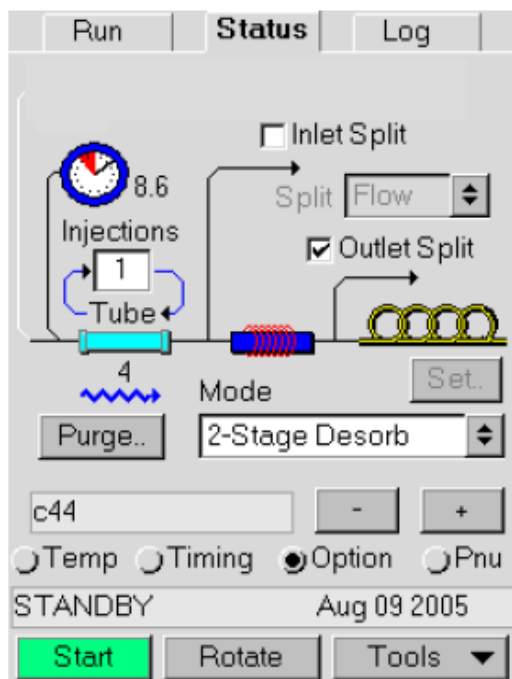 Run Status Log
Inlet Split
8.6
Split Flow
Injections
Outlet Split
1
Tube
4
Mode
Set..
Purge..
2-Stage Desorb
c44 - +
Temp Timing Option Pnu
STANDBY Aug 09 2005
Start Rotate Tools